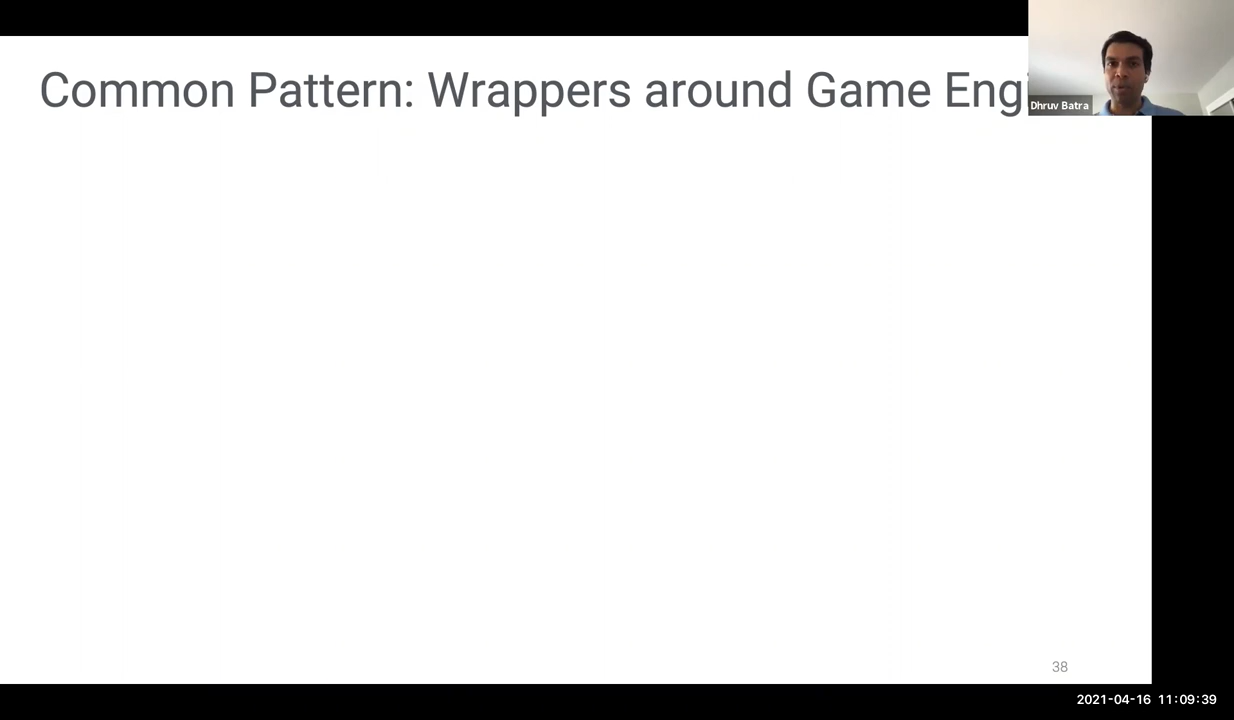 Common Pattern: Wrappers around Game Eng
Dhruv Batra
38
2021-04-16 11:09:39